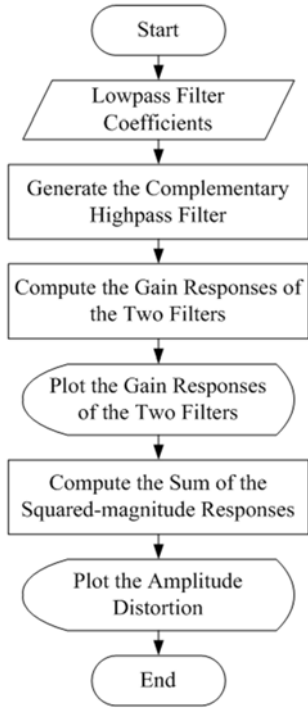 Start
Lowpass Filter
Coefficients
Generate the Complementary
Highpass Filter
Compute the Gain Responses of
the Two Filters
Plot the Gain Responses
of the Two Filters
Compute the Sum of the
Squared-magnitude Responses
Plot the Amplitude
Distortion
End